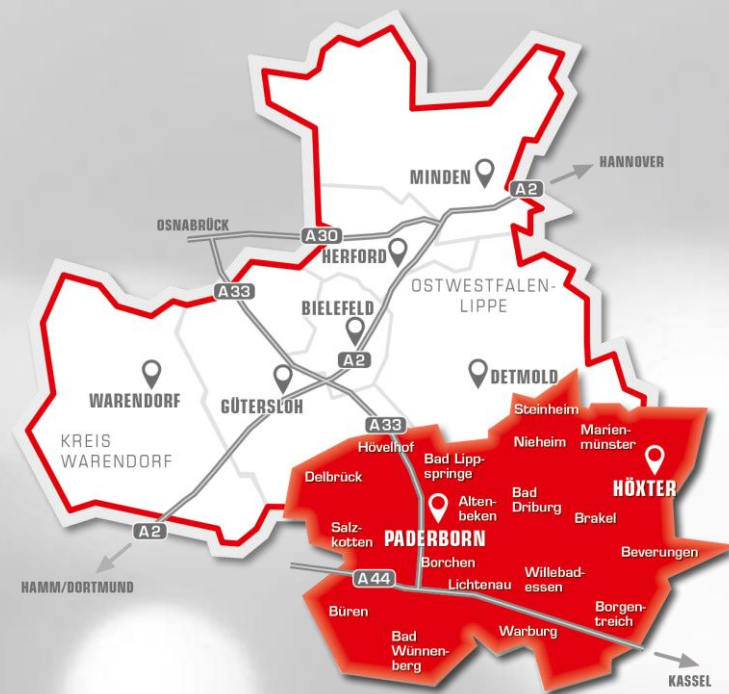 HANNOVER
MINDEN
A2
OSNABRÜCK
A30
HERFORD
A33
OSTWESTFALEN-
LIPPE
BIELEFELD
A2
DETMOLD
WARENDORF
GÜTERSLOH
KREIS
WARENDORF
A33
Steinheim
Marien-
münster
Nieheim
Hövelhof
Bad Lipp-
springe
Delbrück
HÖXTER
Alten-
beken
Bad
Driburg
Brakel
Salz-
kotten
PADERBORN
A2
Beverungen
Borchen
HAMM/DORTMUND
A44
Lichtenau
Willebad-
essen
Büren
Borgen-
treich
Warburg
Bad
Wünnen-
berg
KASSEL